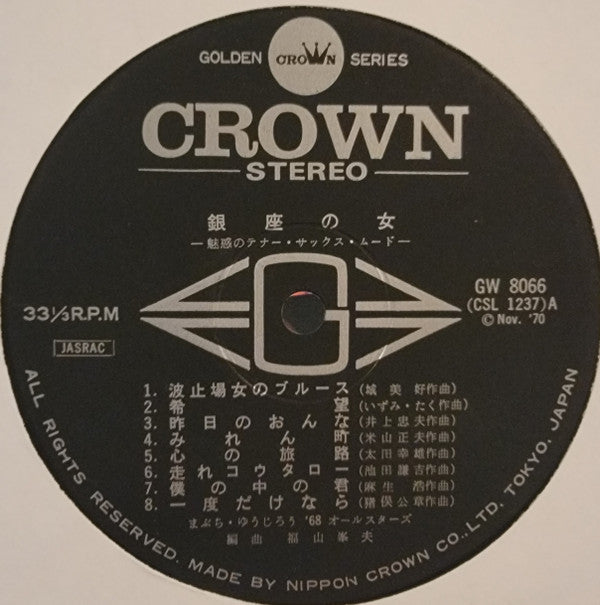 GOLDEN CROWN SERIES
CROWN
STEREO
銀座の女
—魅惑のテナー・サックス・ムード—
G
33⅓R.P.M
JASRAC
GW 8066
(CSL 1237)A
© Nov. '70
1. 波止場女のブルース (城 美好作曲)
2. 希望 (いずみ・たく作曲)
3. 昨日のおんな (井上忠夫作曲)
4. みれん町 (米山正夫作曲)
5. 心の旅路 (太田幸雄作曲)
6. 走れコウタロー (池田謙吉作曲)
7. 僕の中の君 (麻生 浩作曲)
8. 一度だけなら (猪俣公章作曲)
まぶち・ゆうじろう '68 オールスターズ
編曲 福山峯夫
ALL RIGHTS RESERVED. MADE BY NIPPON CROWN CO.,LTD. TOKYO, JAPAN